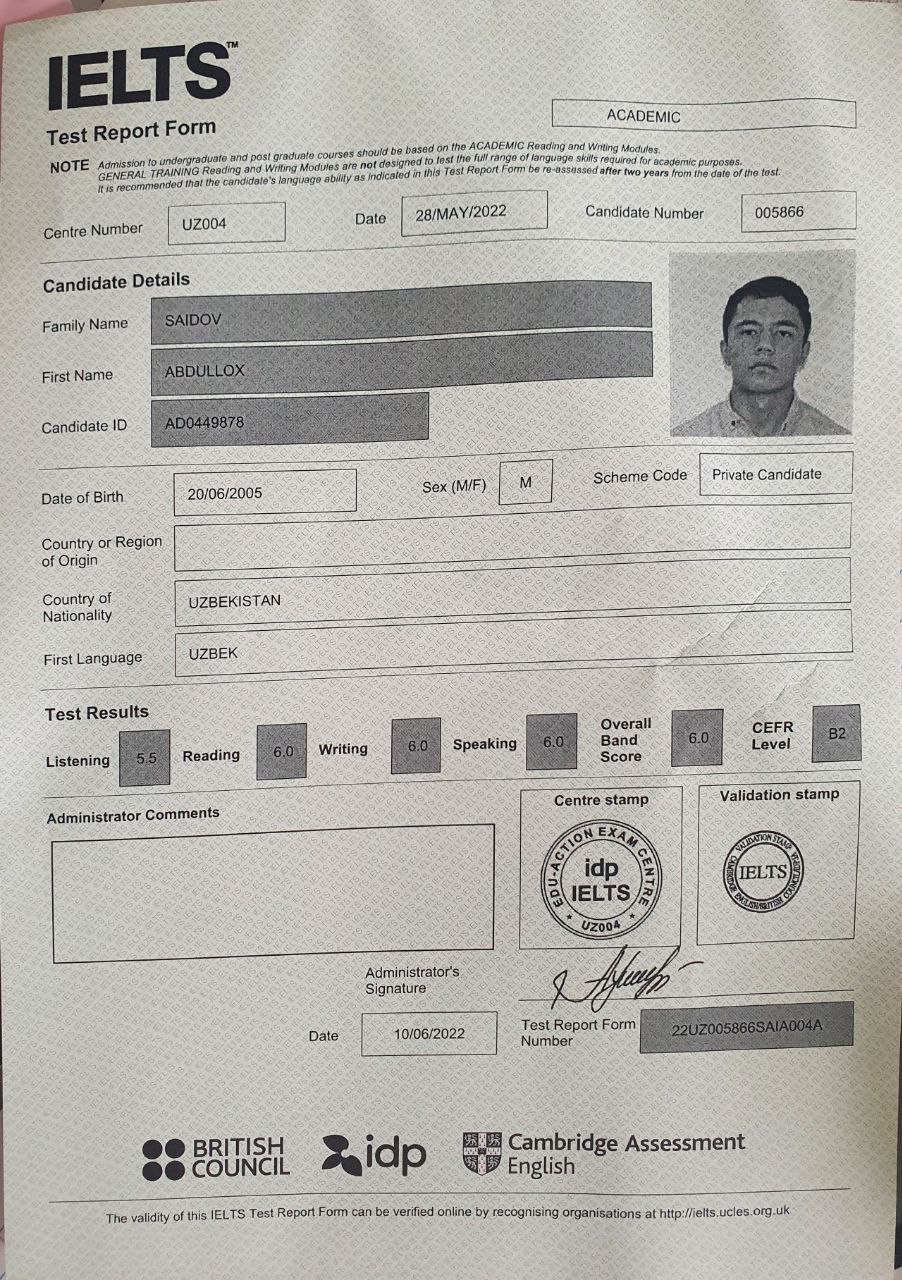 IELTS™
Test Report Form
ACADEMIC
NOTE Admission to undergraduate and post graduate courses should be based on the ACADEMIC Reading and Writing Modules.
GENERAL TRAINING Reading and Writing Modules are not designed to test the full range of language skills required for academic purposes.
It is recommended that the candidate's language ability as indicated in this Test Report Form be re-assessed after two years from the date of the test.
Centre Number UZ004 Date 28/MAY/2022 Candidate Number 005866
Candidate Details
Family Name SAIDOV
First Name ABDULLOX
Candidate ID AD0449878
Date of Birth 20/06/2005 Sex (M/F) M Scheme Code Private Candidate
Country or Region
of Origin
Country of
Nationality UZBEKISTAN
First Language UZBEK
Test Results
Listening 5.5 Reading 6.0 Writing 6.0 Speaking 6.0 Overall Band Score 6.0 CEFR Level B2
Administrator Comments
Centre stamp
EDU-ACTION EXAM CENTRE
idp
IELTS
UZ004
Validation stamp
VALIDATION STAMP
IELTS
Administrator's
Signature
Date 10/06/2022
Test Report Form
Number 22UZ005866SAIA004A
BRITISH
COUNCIL
idp
Cambridge Assessment
English
The validity of this IELTS Test Report Form can be verified online by recognising organisations at http://ielts.ucles.org.uk